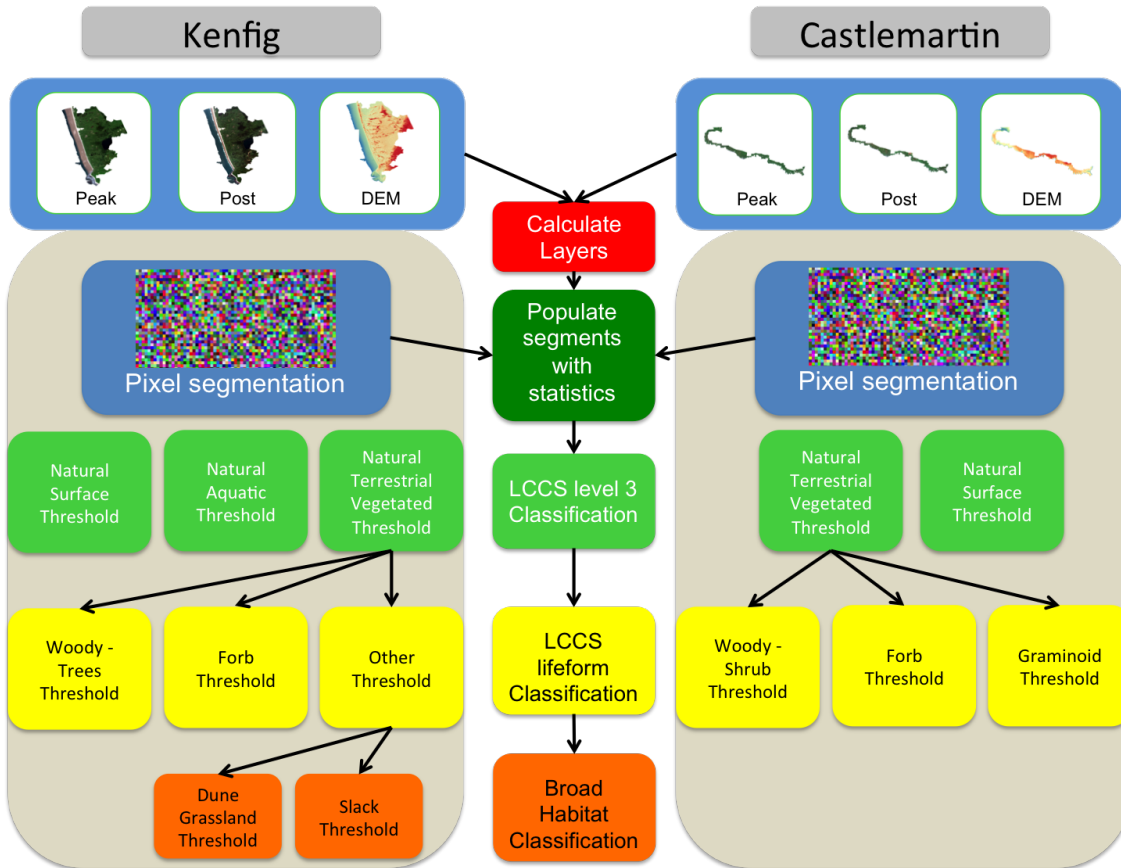 Kenfig
Castlemartin
Peak
Post
DEM
Peak
Post
DEM
Calculate
Layers
Pixel segmentation
Populate
segments
with
statistics
Pixel segmentation
Natural
Surface
Threshold
Natural
Aquatic
Threshold
Natural
Terrestrial
Vegetated
Threshold
LCCS level 3
Classification
Natural
Terrestrial
Vegetated
Threshold
Natural
Surface
Threshold
Woody -
Trees
Threshold
Forb
Threshold
Other
Threshold
LCCS
lifeform
Classification
Woody -
Shrub
Threshold
Forb
Threshold
Graminoid
Threshold
Dune
Grassland
Threshold
Slack
Threshold
Broad
Habitat
Classification